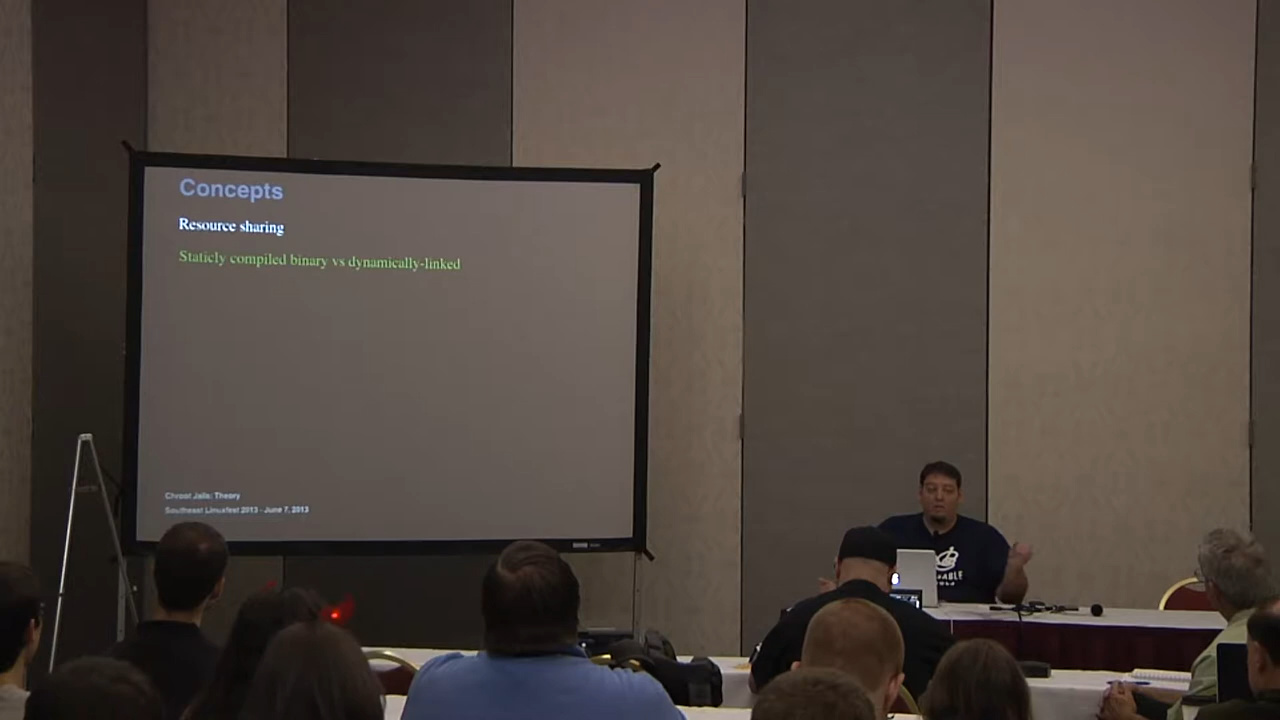 Concepts
Resource sharing
Staticly compiled binary vs dynamically-linked
Chroot Jails: Theory
Southeast Linuxfest 2013 - June 7, 2013